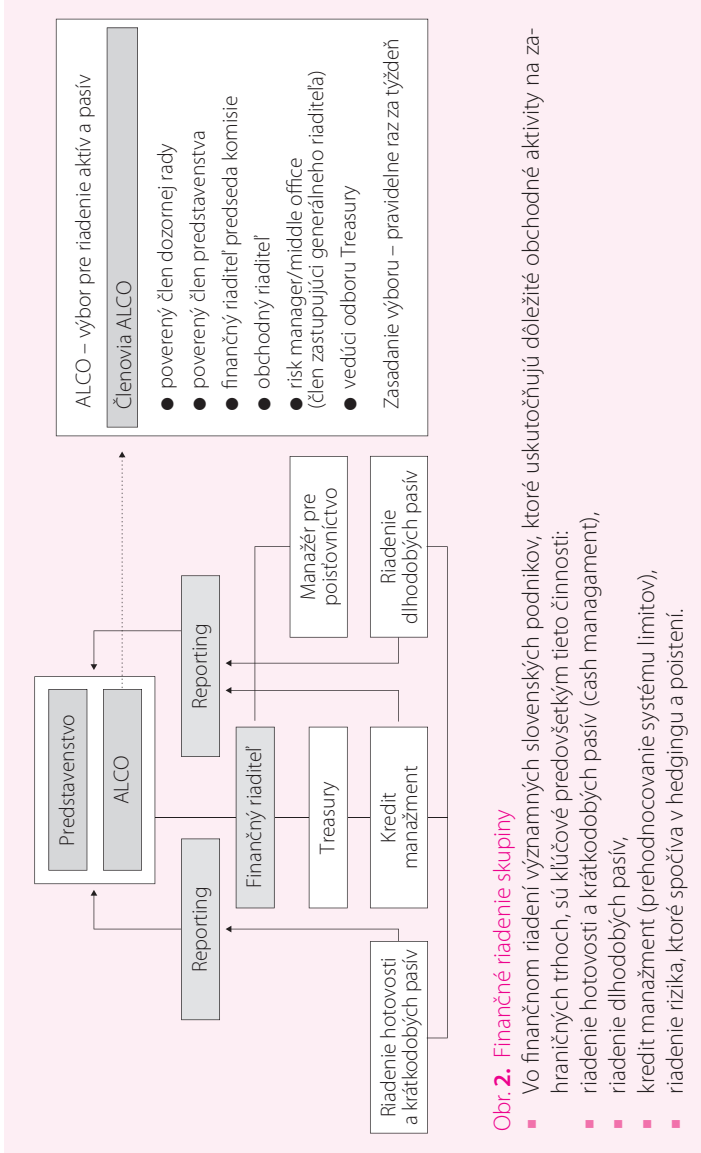 Predstavenstvo
ALCO
Reporting
Reporting
Finančný riaditeľ
Manažér pre
poisťovníctvo
Treasury
Riadenie hotovosti
a krátkodobých pasív
Kredit
manažment
Riadenie
dlhodobých pasív
ALCO – výbor pre riadenie aktív a pasív
Členovia ALCO
● poverený člen dozornej rady
● poverený člen predstavenstva
● finančný riaditeľ predseda komisie
● obchodný riaditeľ
● risk manager/middle office
(člen zastupujúci generálneho riaditeľa)
● vedúci odboru Treasury
Zasadanie výboru – pravidelne raz za týždeň
Obr. 2. Finančné riadenie skupiny
▪ Vo finančnom riadení významných slovenských podnikov, ktoré uskutočňujú dôležité obchodné aktivity na za-
hraničných trhoch, sú kľúčové predovšetkým tieto činnosti:
▪ riadenie hotovosti a krátkodobých pasív (cash managament),
▪ riadenie dlhodobých pasív,
▪ kredit manažment (prehodnocovanie systému limitov),
▪ riadenie rizika, ktoré spočíva v hedgingu a poistení.